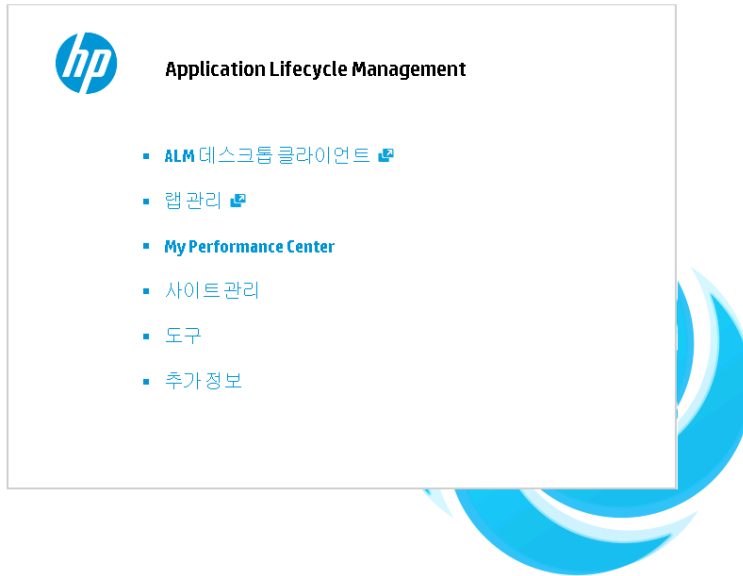 hp
Application Lifecycle Management
ALM 데스크톱 클라이언트
랩 관리
My Performance Center
사이트 관리
도구
추가 정보